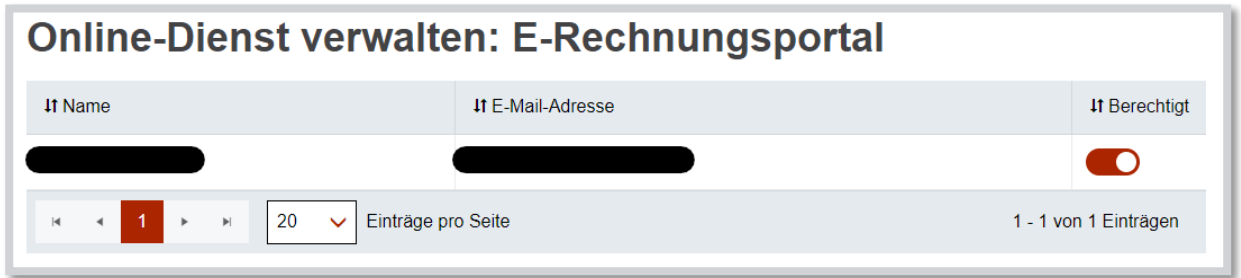 Online-Dienst verwalten: E-Rechnungsportal
Name E-Mail-Adresse Berechtigt
1 20 Einträge pro Seite 1 - 1 von 1 Einträgen